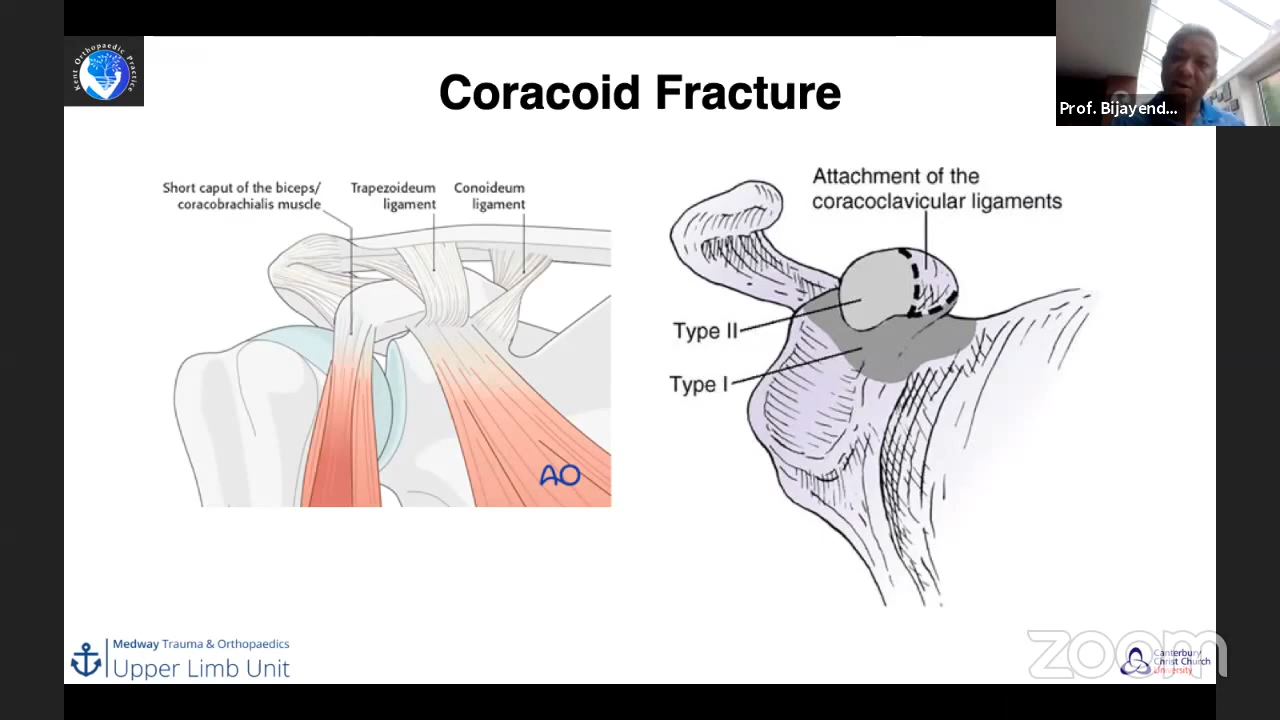 Kent Orthopaedic Practice
Coracoid Fracture
Prof. Bijayend...
Short caput of the biceps/
coracobrachialis muscle
Trapezoideum
ligament
Conoideum
ligament
AO
Attachment of the
coracoclavicular ligaments
Type II
Type I
Medway Trauma & Orthopaedics
Upper Limb Unit
zoom
Canterbury
Christ Church
University